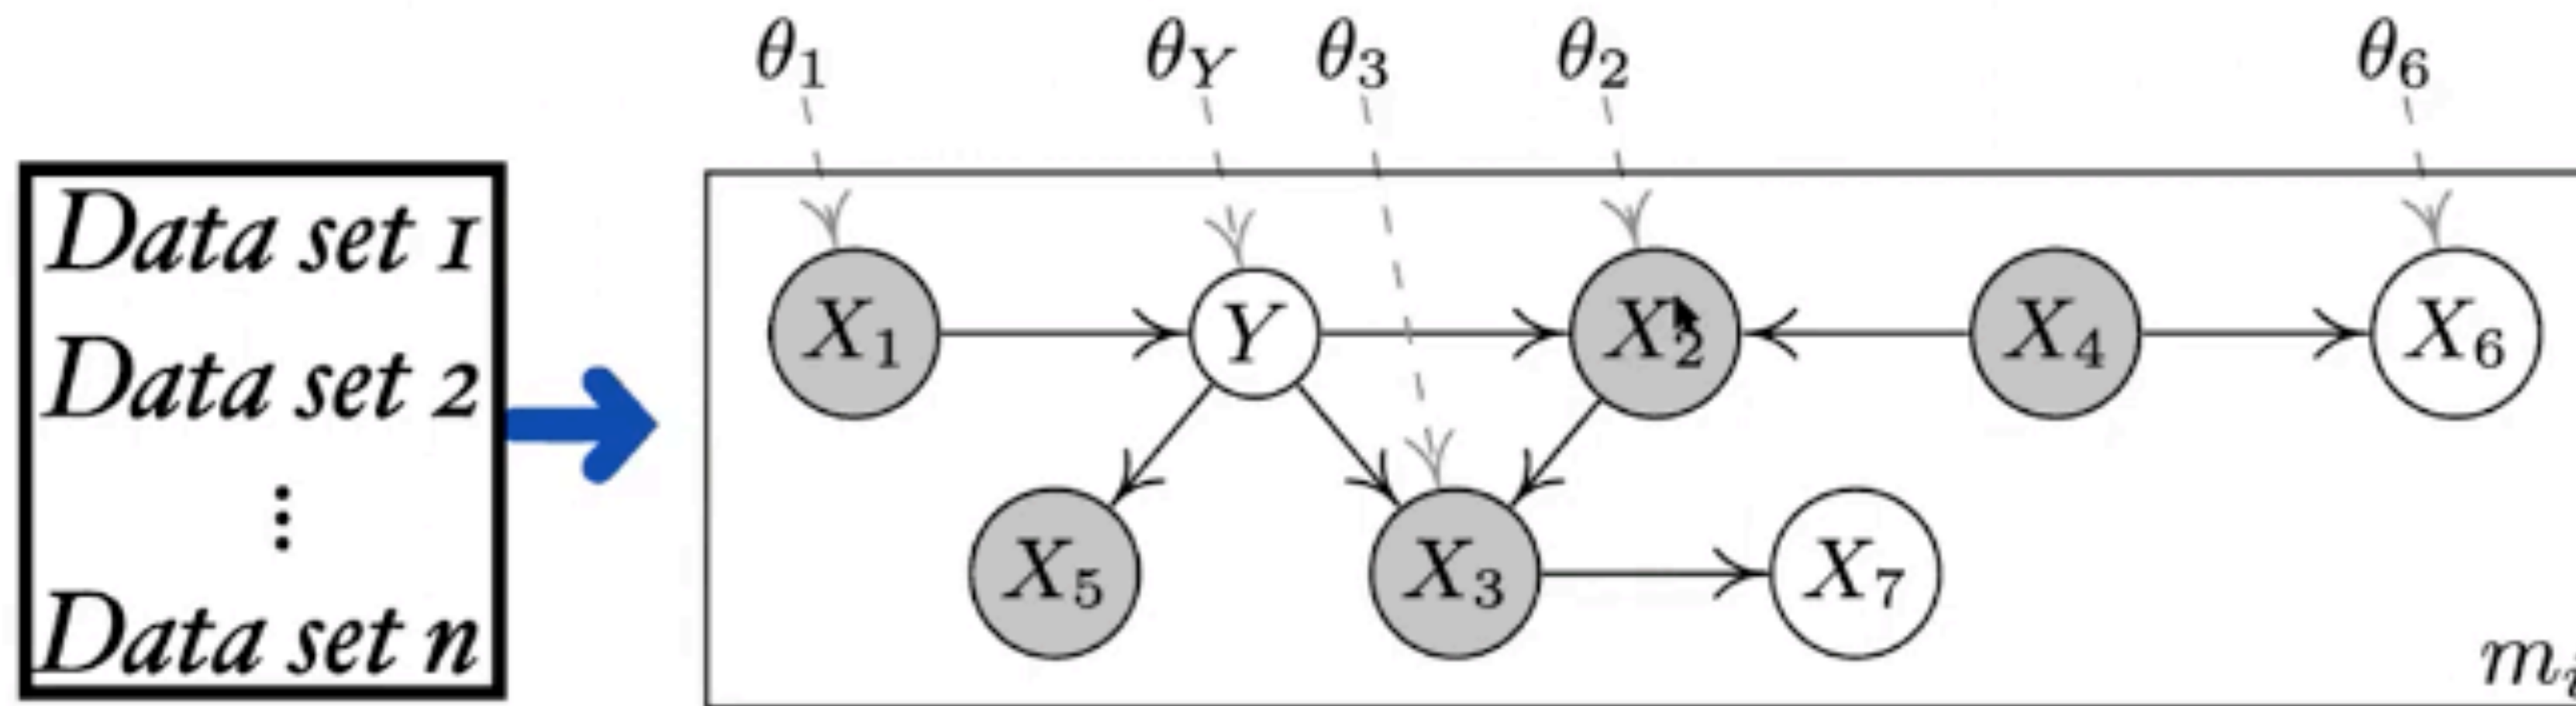 θ1 θY θ3 θ2 θ6
Data set 1
Data set 2
⋮
Data set n
X1 Y X2 X4 X6
X5 X3 X7
mi